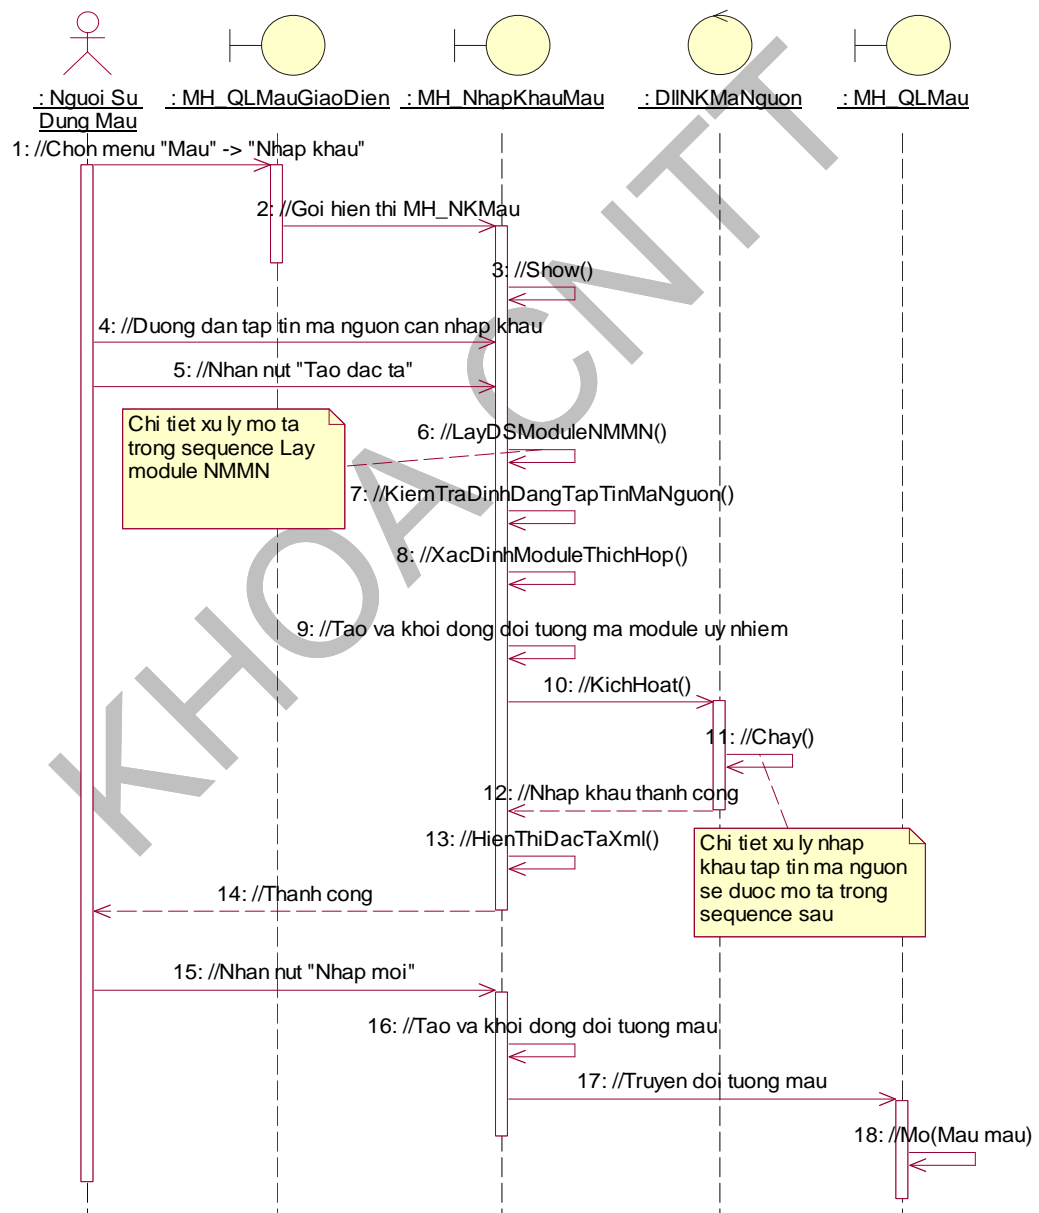 : Nguoi Su
Dung Mau
: MH_QLMauGiaoDien
: MH_NhapKhauMau
: DllNKMaNguon
: MH_QLMau
1: //Chon menu "Mau" -> "Nhap khau"
2: //Goi hien thi MH_NKMau
3: //Show()
4: //Duong dan tap tin ma nguon can nhap khau
5: //Nhan nut "Tao dac ta"
Chi tiet xu ly mo ta
trong sequence Lay
module NMMN
6: //LayDSModuleNMMN()
7: //KiemTraDinhDangTapTinMaNguon()
8: //XacDinhModuleThichHop()
9: //Tao va khoi dong doi tuong ma module uy nhiem
10: //KichHoat()
11: //Chay()
12: //Nhap khau thanh cong
13: //HienThiDacTaXml()
Chi tiet xu ly nhap
khau tap tin ma nguon
se duoc mo ta trong
sequence sau
14: //Thanh cong
15: //Nhan nut "Nhap moi"
16: //Tao va khoi dong doi tuong mau
17: //Truyen doi tuong mau
18: //Mo(Mau mau)
KHOA CNTT